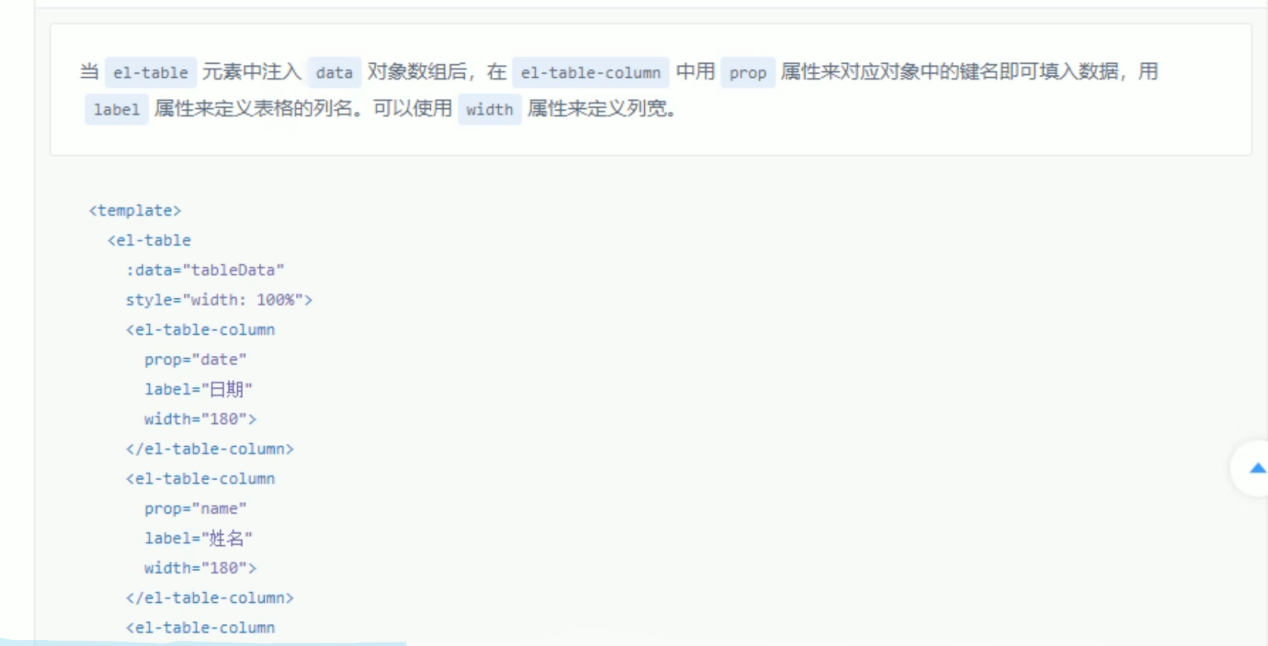 当 el-table 元素中注入 data 对象数组后，在 el-table-column 中用 prop 属性来对应对象中的键名即可填入数据，用
label 属性来定义表格的列名。可以使用 width 属性来定义列宽。
<template>
<el-table
:data="tableData"
style="width: 100%">
<el-table-column
prop="date"
label="日期"
width="180">
</el-table-column>
<el-table-column
prop="name"
label="姓名"
width="180">
</el-table-column>
<el-table-column